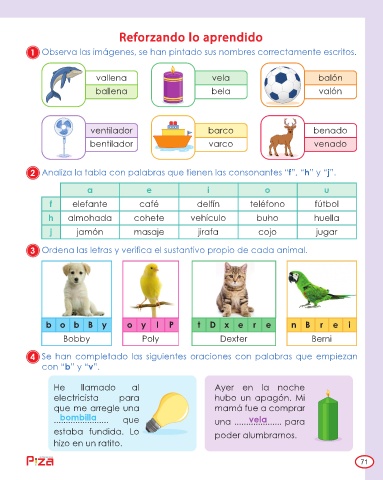 Reforzando lo aprendido
1 Observa las imágenes, se han pintado sus nombres correctamente escritos.
vallena
ballena
vela
bela
balón
valón
ventilador
bentilador
barco
varco
benado
venado
2 Analiza la tabla con palabras que tienen las consonantes “f”, “h” y “j”.
a e i o u
f elefante café delfín teléfono fútbol
h almohada cohete vehículo buho huella
j jamón masaje jirafa cojo jugar
3 Ordena las letras y verifica el sustantivo propio de cada animal.
b o b B y
o y l P
t D x e r e
n B r e i
Bobby
Poly
Dexter
Berni
4 Se han completado las siguientes oraciones con palabras que empiezan
con “b” y “v”.
He llamado al
electricista para
que me arregle una
bombilla que
estaba fundida. Lo
hizo en un ratito.
Ayer en la noche
hubo un apagón. Mi
mamá fue a comprar
una vela para
poder alumbrarnos.
Piza
71